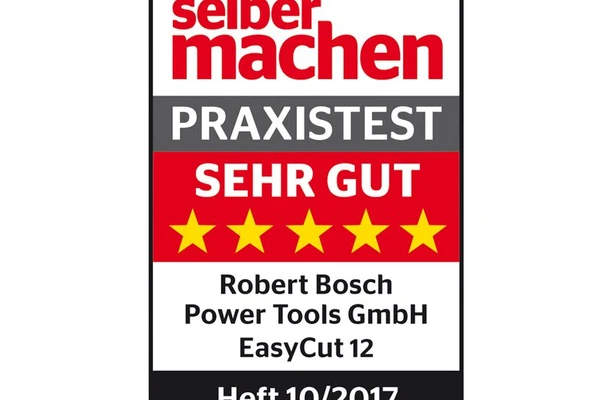 selber
machen
PRAXISTEST
SEHR GUT
Robert Bosch
Power Tools GmbH
EasyCut 12
Heft 10/2017